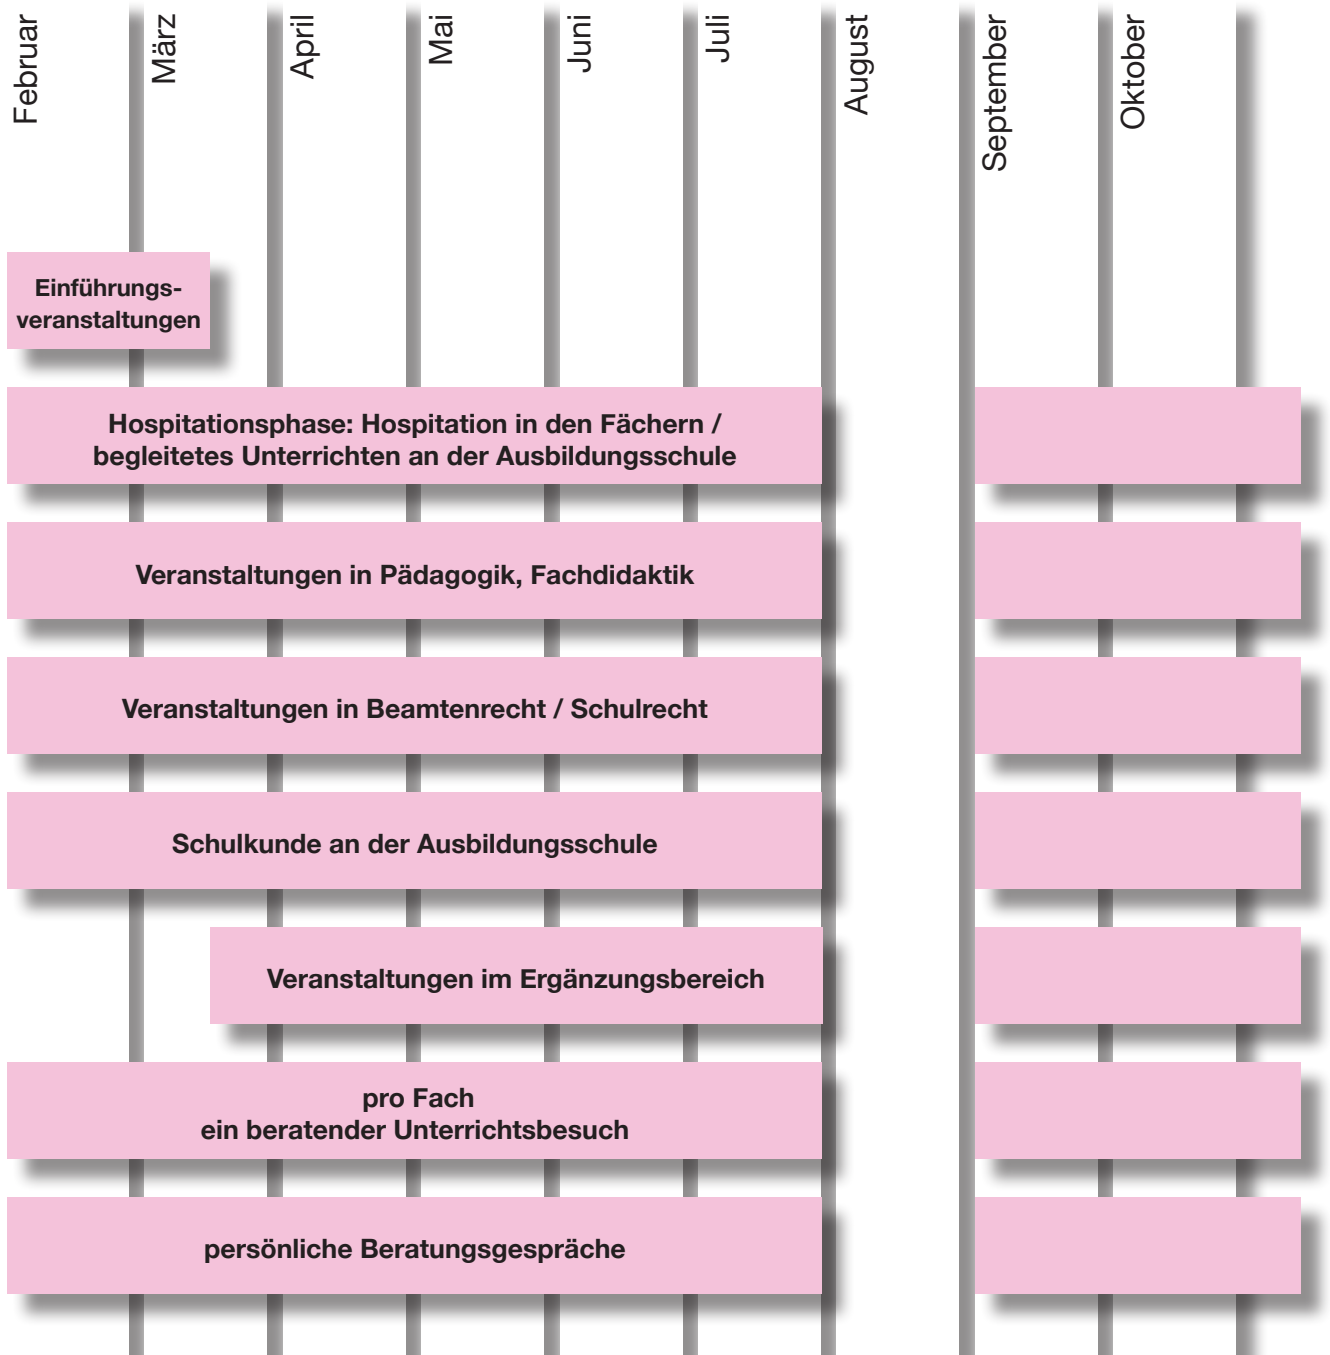 Februar
März
April
Mai
Juni
Juli
August
September
Oktober
Einführungs-
veranstaltungen
Hospitationsphase: Hospitation in den Fächern /
begleitetes Unterrichten an der Ausbildungsschule
Veranstaltungen in Pädagogik, Fachdidaktik
Veranstaltungen in Beamtenrecht / Schulrecht
Schulkunde an der Ausbildungsschule
Veranstaltungen im Ergänzungsbereich
pro Fach
ein beratender Unterrichtsbesuch
persönliche Beratungsgespräche